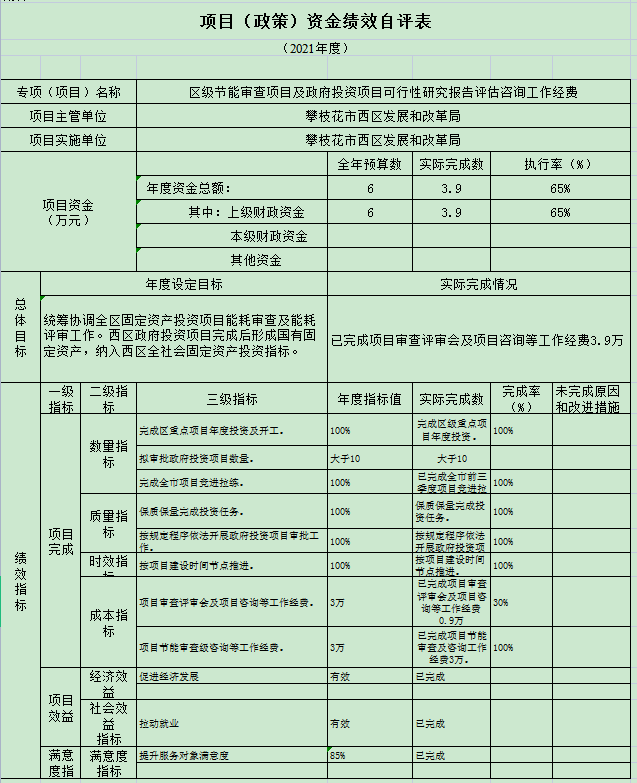 项目（政策）资金绩效自评表
（2021年度）
专项（项目）名称 区级节能审查项目及政府投资项目可行性研究报告评估咨询工作经费
项目主管单位 攀枝花市西区发展和改革局
项目实施单位 攀枝花市西区发展和改革局
项目资金
（万元）
全年预算数 实际完成数 执行率（%）
年度资金总额： 6 3.9 65%
其中：上级财政资金 6 3.9 65%
本级财政资金
其他资金
总体目标
年度设定目标 实际完成情况
统筹协调全区固定资产投资项目能耗审查及能耗
评审工作。西区政府投资项目完成后形成国有固
定资产，纳入西区全社会固定资产投资指标。
已完成项目审查评审会及项目咨询等工作经费3.9万
绩效指标
一级
指标
二级指
标
三级指标 年度指标值 实际完成数
完成率
（%）
未完成原因
和改进措施
项目
完成
数量指
标
完成区重点项目年度投资及开工。 100%
完成区级重点项
目年度投资。
100%
拟审批政府投资项目数量。 大于10 大于10
完成全市项目竞进拉练。 100%
已完成全市前三
季度项目竞进拉
100%
质量指
标
保质保量完成投资任务。 100%
保质保量完成投
资任务。
100%
按规定程序依法开展政府投资项目审批工
作。
100%
按规定程序依法
开展政府投资项
100%
时效指
按项目建设时间节点推进。 100%
按项目建设时间
节点推进。
100%
成本指
标
项目审查评审会及项目咨询等工作经费。 3万
已完成项目审查
评审会及项目咨
询等工作经费
0.9万
30%
项目节能审查级咨询等工作经费。 3万
已完成项目节能
审查及咨询工作
经费3万。
100%
项目
效益
经济效
益
促进经济发展 有效 已完成
社会效
益
指标
拉动就业 有效 已完成
满意
度指
满意度
指标
提升服务对象满意度 85% 已完成